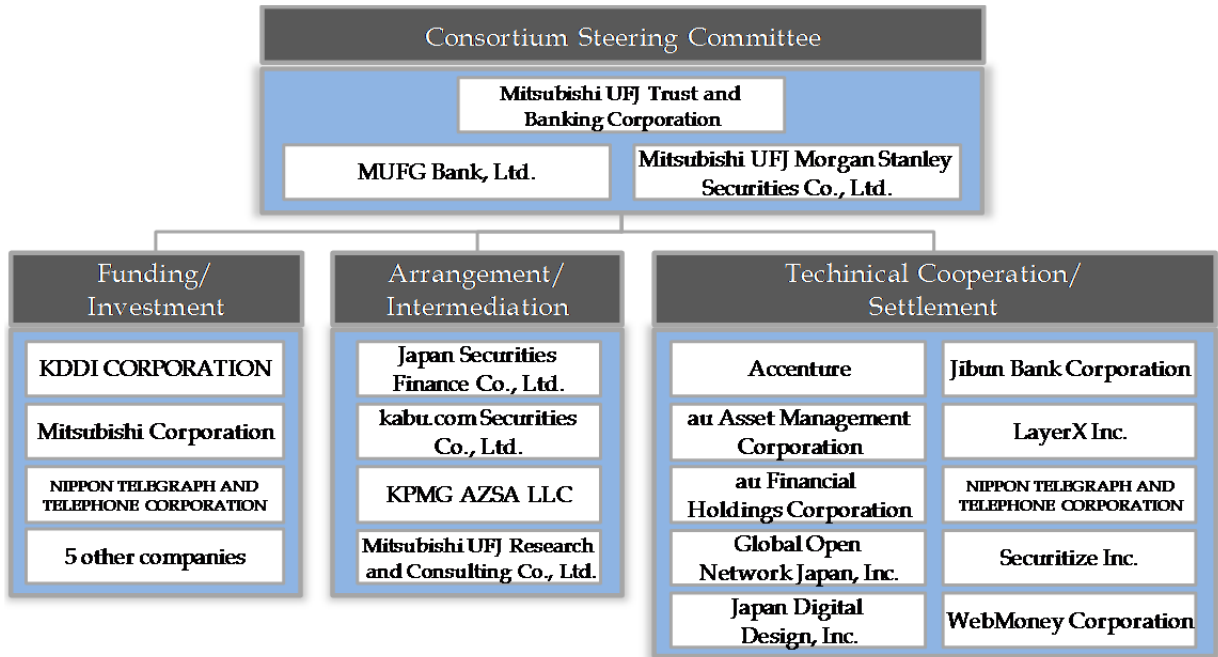 Consortium Steering Committee
Mitsubishi UFJ Trust and
Banking Corporation
MUFG Bank, Ltd.
Mitsubishi UFJ Morgan Stanley
Securities Co., Ltd.
Funding/
Investment
KDDI CORPORATION
Mitsubishi Corporation
NIPPON TELEGRAPH AND
TELEPHONE CORPORATION
5 other companies
Arrangement/
Intermediation
Japan Securities
Finance Co., Ltd.
kabu.com Securities
Co., Ltd.
KPMG AZSA LLC
Mitsubishi UFJ Research
and Consulting Co., Ltd.
Techinical Cooperation/
Settlement
Accenture
au Asset Management
Corporation
au Financial
Holdings Corporation
Global Open
Network Japan, Inc.
Japan Digital
Design, Inc.
Jibun Bank Corporation
LayerX Inc.
NIPPON TELEGRAPH AND
TELEPHONE CORPORATION
Securitize Inc.
WebMoney Corporation